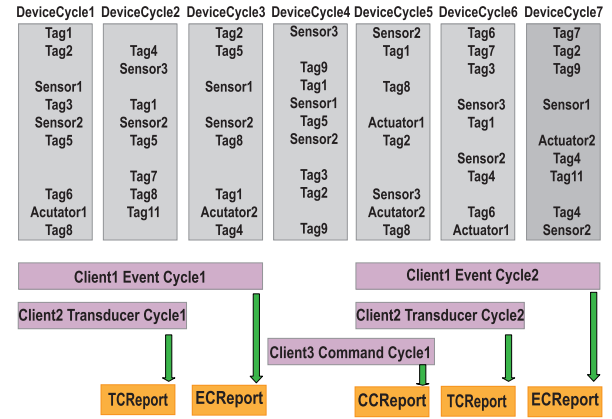 DeviceCycle1 DeviceCycle2 DeviceCycle3 DeviceCycle4 DeviceCycle5 DeviceCycle6 DeviceCycle7
Tag1
Tag2
Sensor1
Tag3
Sensor2
Tag5
Tag6
Acutator1
Tag8
Tag4
Sensor3
Tag1
Sensor2
Tag5
Tag7
Tag8
Tag11
Tag2
Tag5
Sensor1
Sensor2
Tag8
Tag1
Acutator2
Tag4
Sensor3
Tag9
Tag1
Sensor1
Tag5
Sensor2
Tag3
Tag2
Tag9
Sensor2
Tag1
Tag8
Actuator1
Tag2
Sensor3
Acutator2
Tag8
Tag6
Tag7
Tag3
Sensor3
Tag1
Sensor2
Tag4
Tag6
Actuator1
Tag7
Tag2
Tag9
Sensor1
Actuator2
Tag4
Tag11
Tag4
Sensor2
Client1 Event Cycle1
Client1 Event Cycle2
Client2 Transducer Cycle1
Client2 Transducer Cycle2
Client3 Command Cycle1
TCReport
ECReport
CCReport
TCReport
ECReport